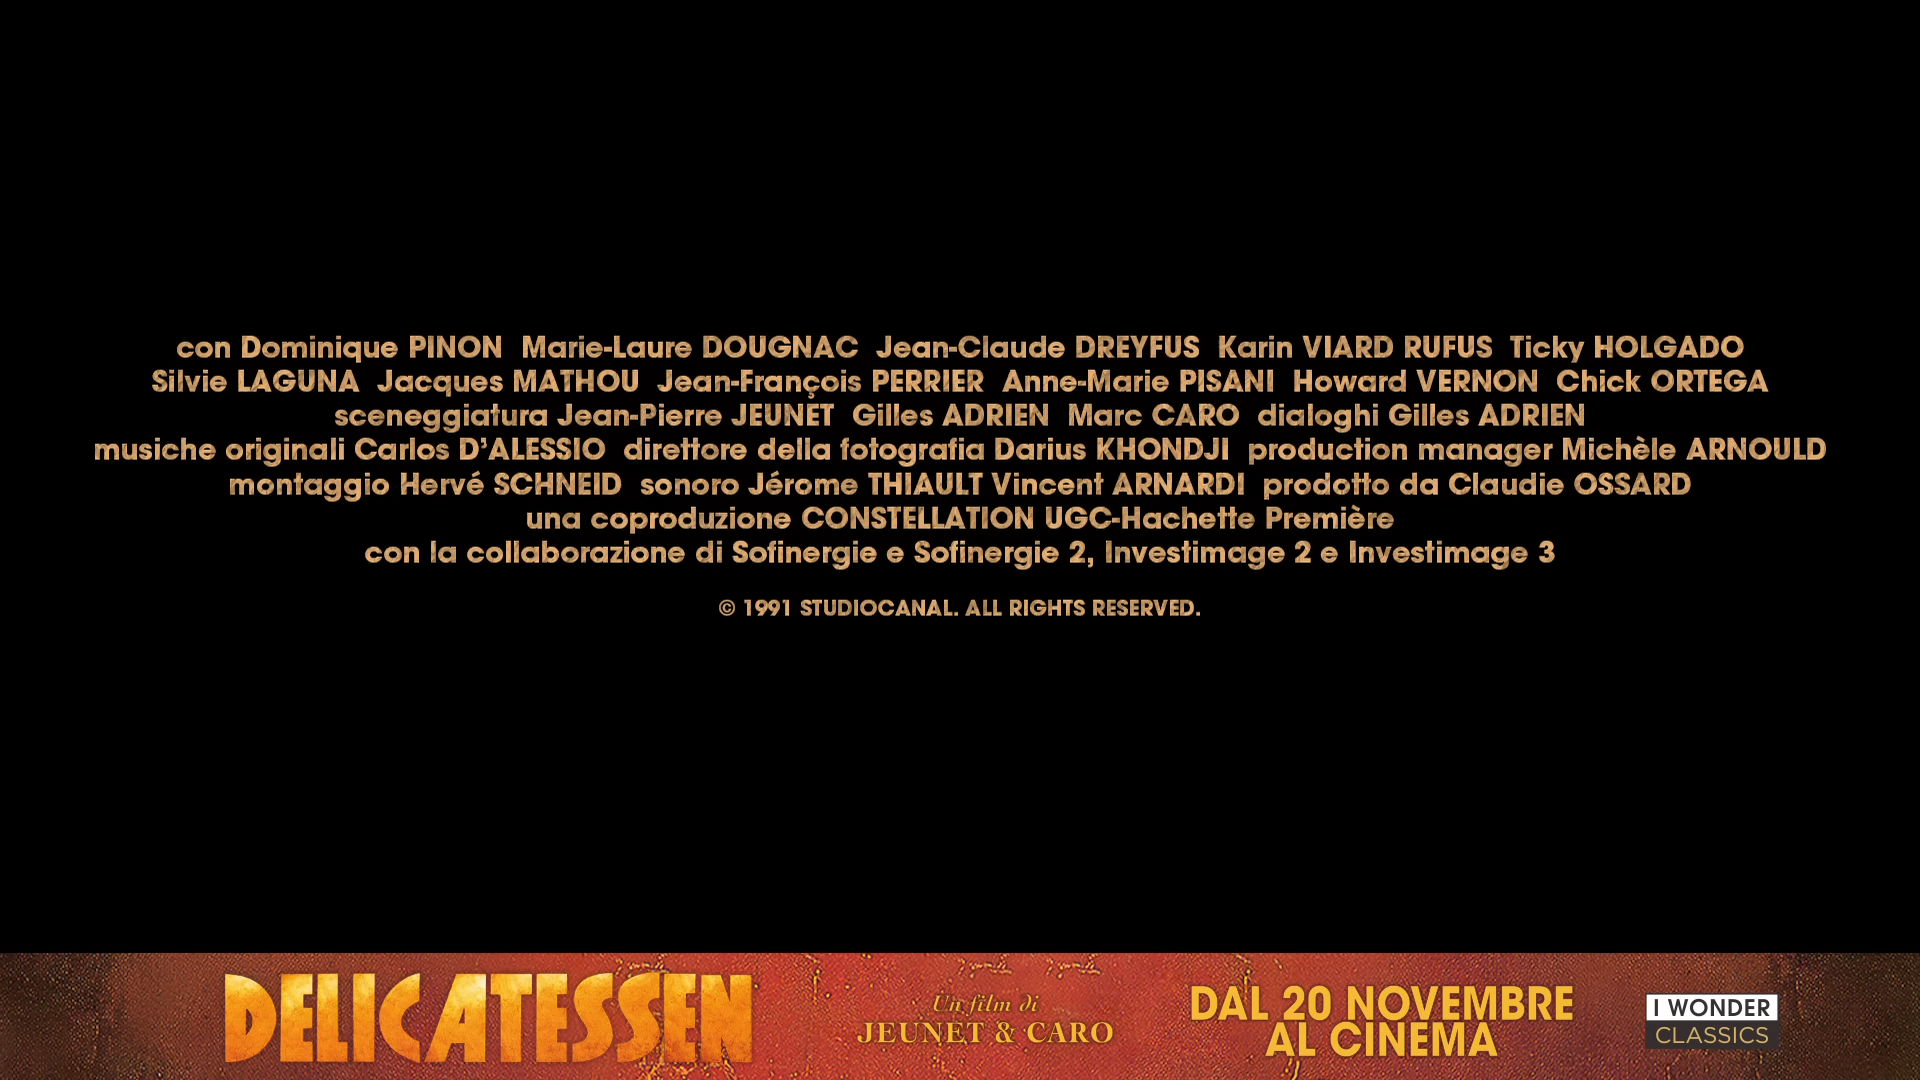 con Dominique PINON Marie-Laure DOUGNAC Jean-Claude DREYFUS Karin VIARD RUFUS Ticky HOLGADO
Silvie LAGUNA Jacques MATHOU Jean-François PERRIER Anne-Marie PISANI Howard VERNON Chick ORTEGA
sceneggiatura Jean-Pierre JEUNET Gilles ADRIEN Marc CARO dialoghi Gilles ADRIEN
musiche originali Carlos D'ALESSIO direttore della fotografia Darius KHONDJI production manager Michèle ARNOULD
montaggio Hervé SCHNEID sonoro Jérome THIAULT Vincent ARNARDI prodotto da Claudie OSSARD
una coproduzione CONSTELLATION UGC-Hachette Première
con la collaborazione di Sofinergie e Sofinergie 2, Investimage 2 e Investimage 3
© 1991 STUDIOCANAL. ALL RIGHTS RESERVED.
DELICATESSEN
Un film di
JEUNET & CARO
DAL 20 NOVEMBRE
AL CINEMA
I WONDER
CLASSICS